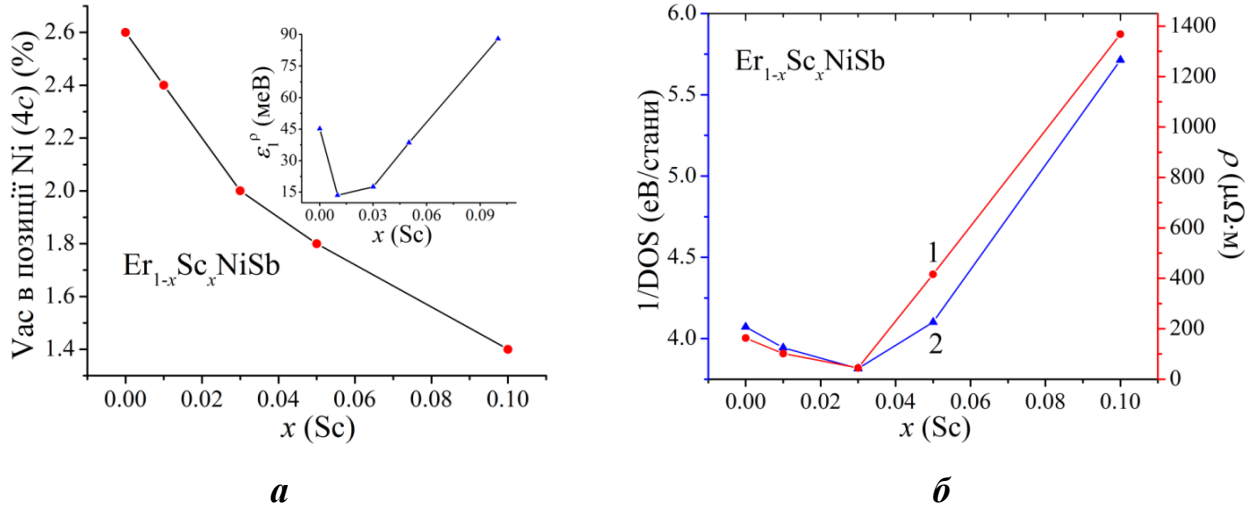 Vac в позиції Ni (4c) (%)
2.6
2.4
2.2
2.0
1.8
1.6
1.4
0.00 0.02 0.04 0.06 0.08 0.10
x (Sc)
Er1-xScxNiSb
ε1ρ (меВ)
90
75
60
45
30
15
0.00 0.03 0.06 0.09
x (Sc)
а
1/DOS (еВ/стани)
6.0
5.5
5.0
4.5
4.0
Er1-xScxNiSb
1
2
1400
1200
1000
800
600
400
200
0
ρ (μΩ·м)
0.00 0.02 0.04 0.06 0.08 0.10
x (Sc)
б